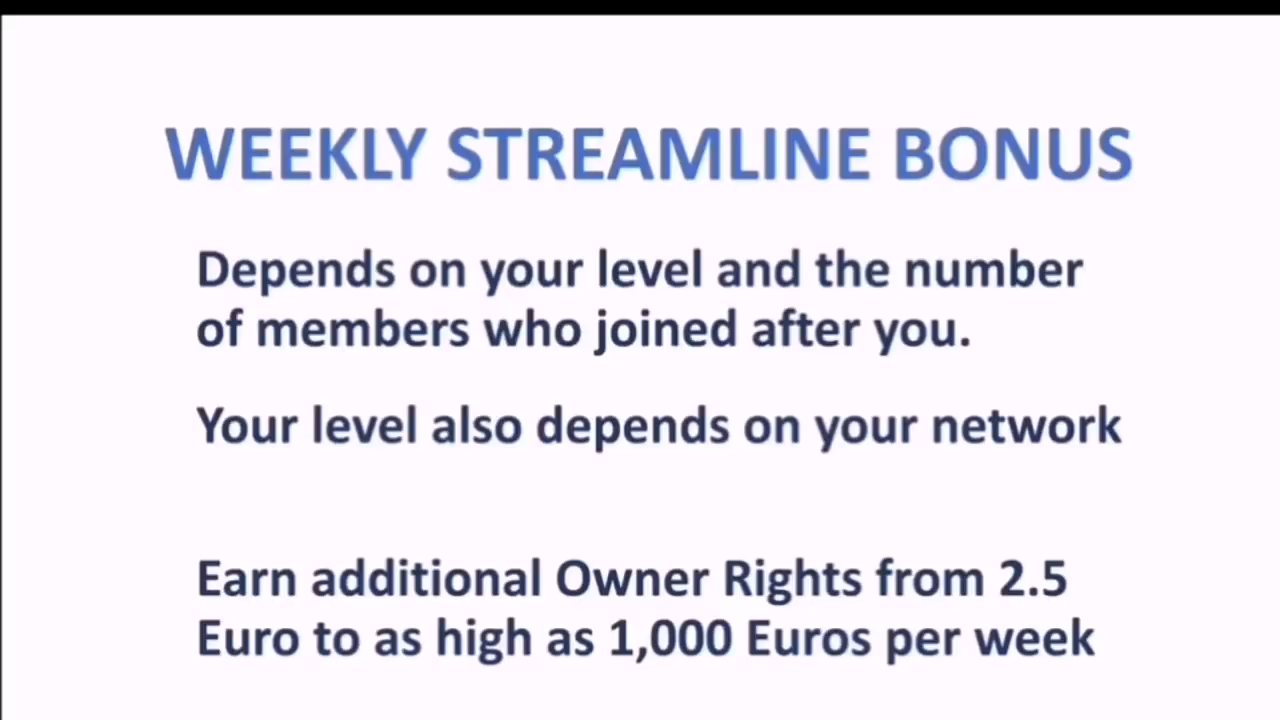 WEEKLY STREAMLINE BONUS
Depends on your level and the number
of members who joined after you.
Your level also depends on your network
Earn additional Owner Rights from 2.5
Euro to as high as 1,000 Euros per week